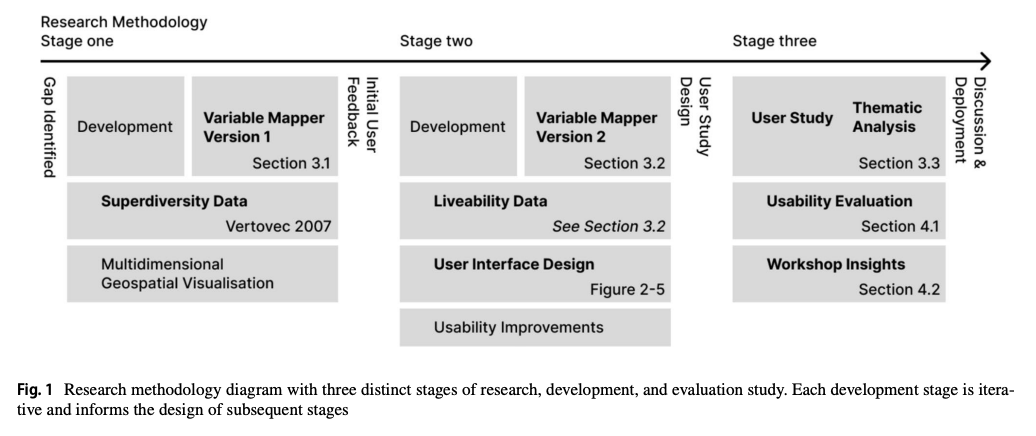 Research Methodology
Stage one
Stage two
Stage three
Gap Identified
Development
Variable Mapper
Version 1
Section 3.1
Superdiversity Data
Vertovec 2007
Multidimensional
Geospatial Visualisation
Initial User
Feedback
Development
Variable Mapper
Version 2
Section 3.2
Liveability Data
See Section 3.2
User Interface Design
Figure 2-5
Usability Improvements
User Study
Design
User Study
Thematic
Analysis
Section 3.3
Usability Evaluation
Section 4.1
Workshop Insights
Section 4.2
Discussion &
Deployment
Fig. 1 Research methodology diagram with three distinct stages of research, development, and evaluation study. Each development stage is itera-
tive and informs the design of subsequent stages